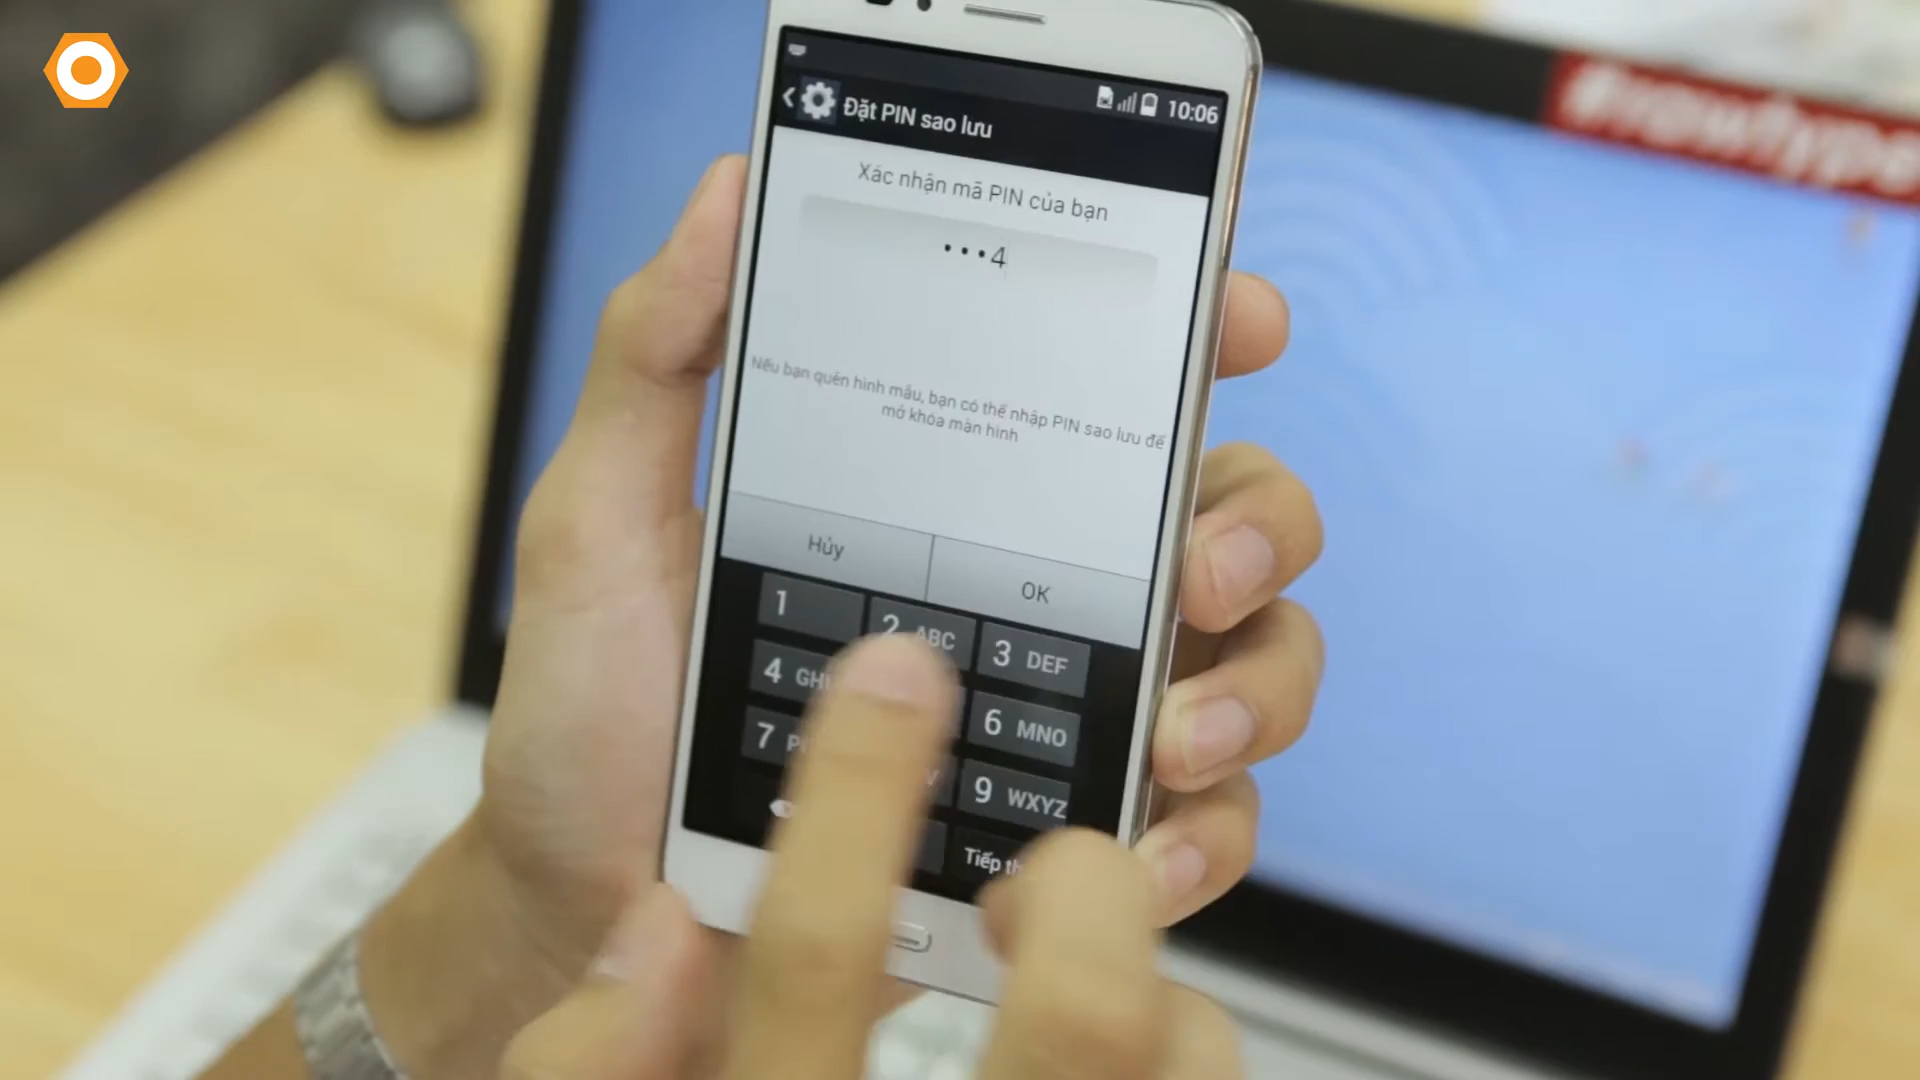 10:06
Đặt PIN sao lưu
Xác nhận mã PIN của bạn
•••4
Nếu bạn quên hình mẫu, bạn có thể nhập PIN sao lưu để
mở khóa màn hình
Hủy
OK
1
2 ABC
3 DEF
4 GHI
6 MNO
7
9 WXYZ
Tiếp